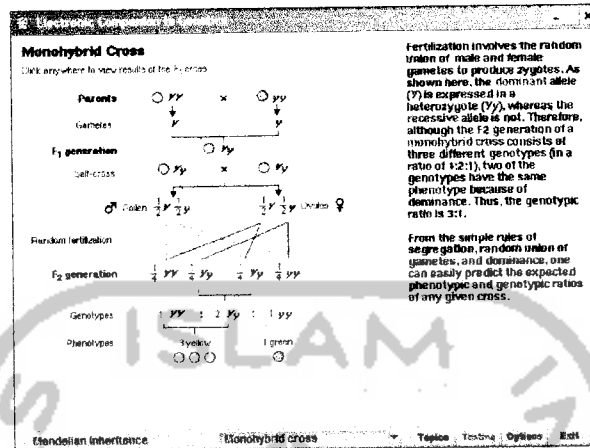 Monohybrid Cross
Click anywhere to view results of the F₂ cross
Parents YY × yy
Gametes Y y
F₁ generation Yy
Self-cross Yy × Yy
♂ Pollen 1/2 Y 1/2 y 1/2 Y 1/2 y Ovules ♀
Random fertilization
F₂ generation 1/4 YY 1/4 Yy 1/4 Yy 1/4 yy
Genotypes 1 YY : 2 Yy : 1 yy
Phenotypes 3 yellow 1 green
Fertilization involves the random
union of male and female
gametes to produce zygotes. As
shown here, the dominant allele
(Y) is expressed in a
heterozygote (Yy), whereas the
recessive allele is not. Therefore,
although the F2 generation of a
monohybrid cross consists of
three different genotypes (in a
ratio of 1:2:1), two of the
genotypes have the same
phenotype because of
dominance. Thus, the genotypic
ratio is 3:1.
From the simple rules of
segregation, random union of
gametes, and dominance, one
can easily predict the expected
phenotypic and genotypic ratios
of any given cross.
ISLAM
Mendelian Inheritance Monohybrid cross Topics Testing Options Exit